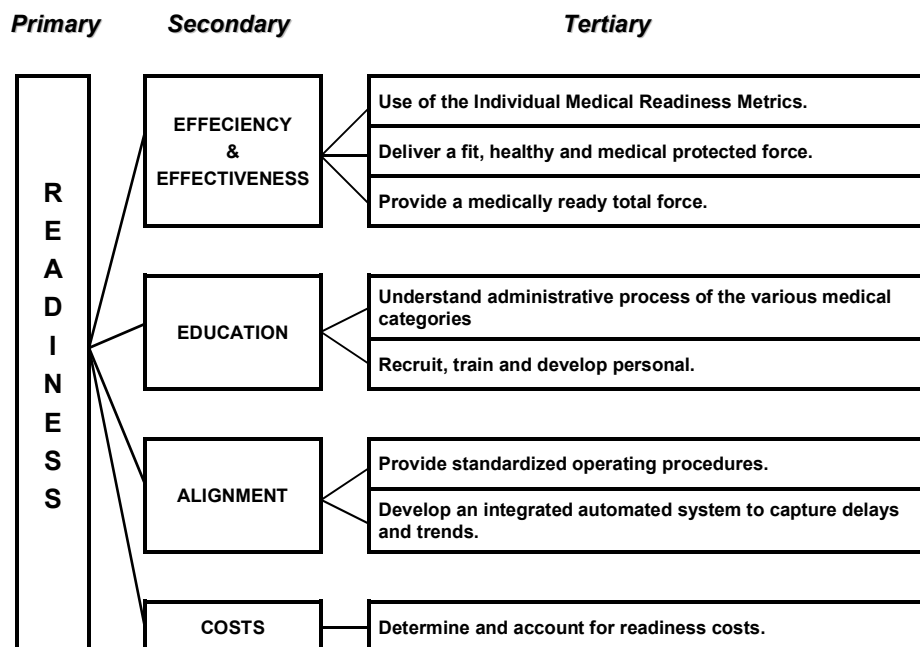 Primary Secondary Tertiary
READINESS
EFFECIENCY
&
EFFECTIVENESS
Use of the Individual Medical Readiness Metrics.
Deliver a fit, healthy and medical protected force.
Provide a medically ready total force.
EDUCATION
Understand administrative process of the various medical
categories
Recruit, train and develop personal.
ALIGNMENT
Provide standardized operating procedures.
Develop an integrated automated system to capture delays
and trends.
COSTS
Determine and account for readiness costs.